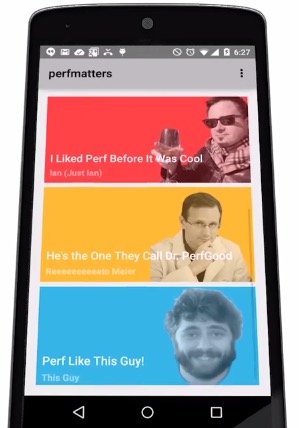 6:27
perfmatters
I Liked Perf Before It Was Cool
Ian (Just Ian)
He's the One They Call Dr. PerfGood
Meier
Perf Like This Guy!
This Guy